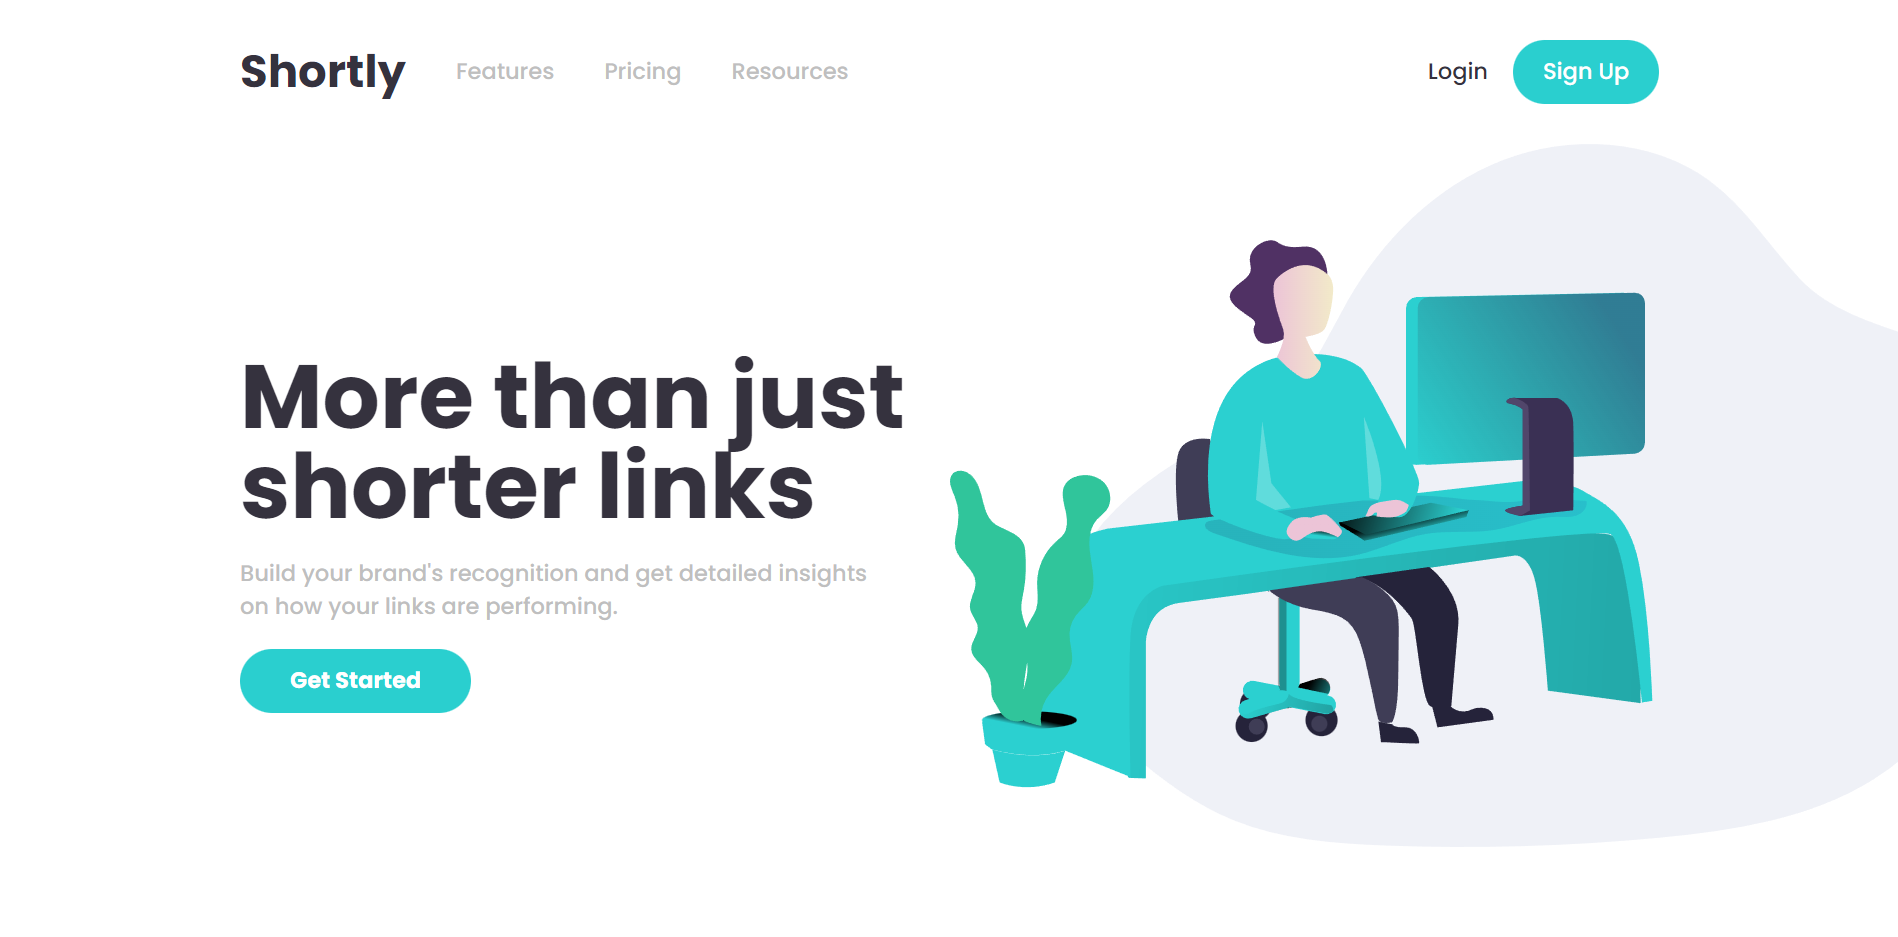 Shortly Features Pricing Resources Login Sign Up
More than just
shorter links
Build your brand's recognition and get detailed insights
on how your links are performing.
Get Started